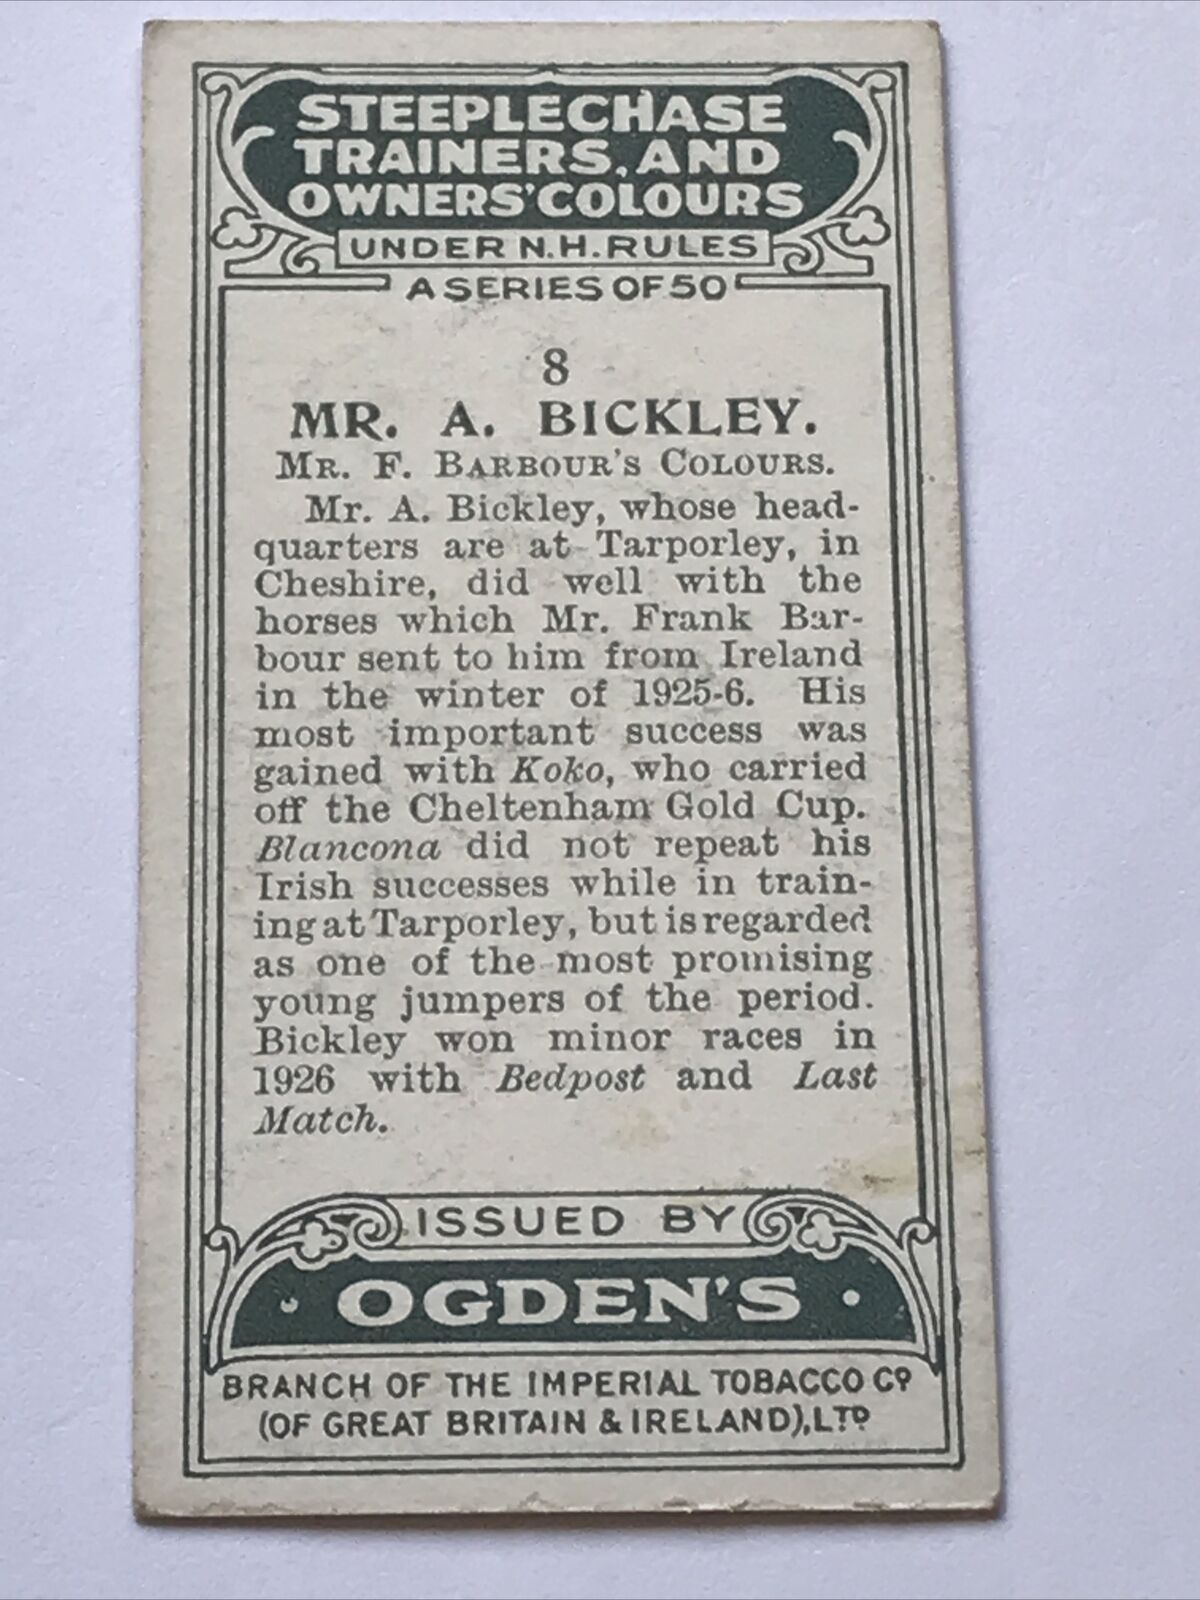 STEEPLECHASE
TRAINERS, AND
OWNERS' COLOURS
UNDER N.H. RULES
A SERIES OF 50
8
MR. A. BICKLEY.
MR. F. BARBOUR'S COLOURS.
Mr. A. Bickley, whose head-
quarters are at Tarporley, in
Cheshire, did well with the
horses which Mr. Frank Bar-
bour sent to him from Ireland
in the winter of 1925-6. His
most important success was
gained with Koko, who carried
off the Cheltenham Gold Cup.
Blancona did not repeat his
Irish successes while in train-
ing at Tarporley, but is regarded
as one of the most promising
young jumpers of the period.
Bickley won minor races in
1926 with Bedpost and Last
Match.
ISSUED BY
· OGDEN'S ·
BRANCH OF THE IMPERIAL TOBACCO CO
(OF GREAT BRITAIN & IRELAND), LTD